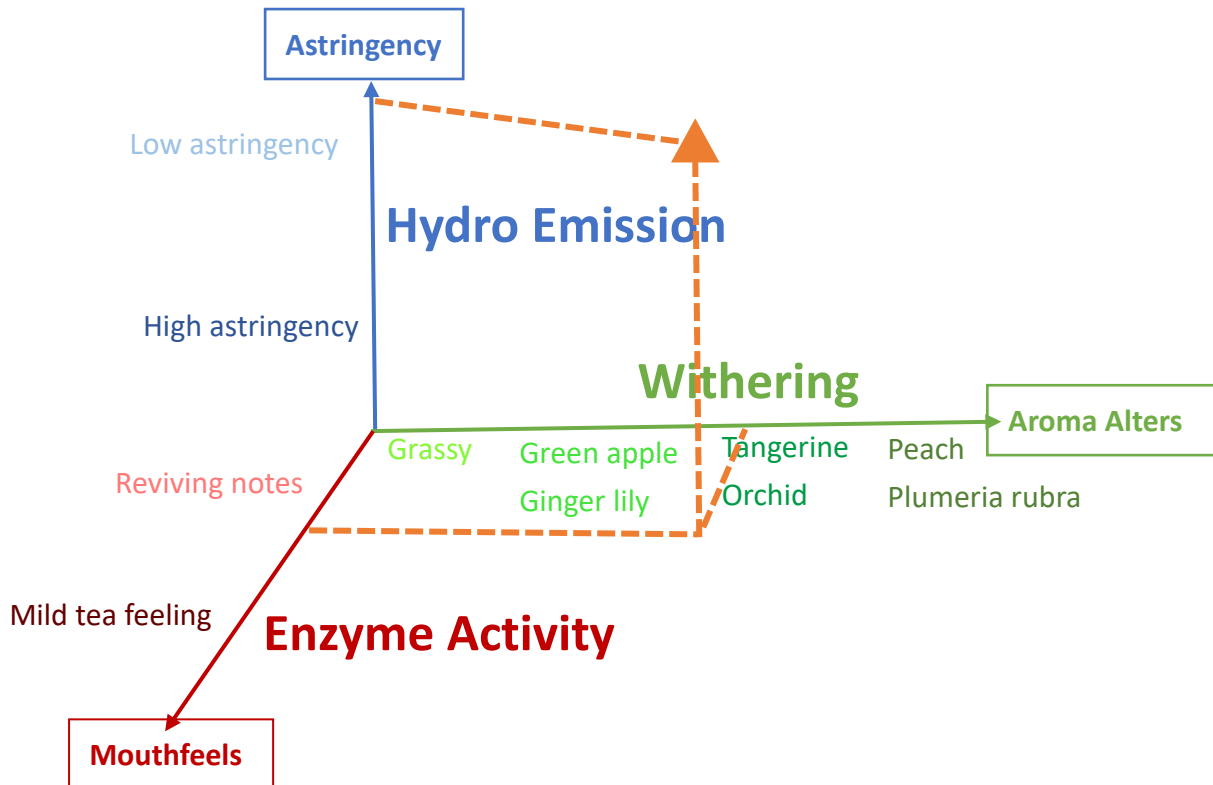 Astringency
Low astringency
Hydro Emission
High astringency
Withering
Aroma Alters
Grassy
Green apple
Tangerine
Peach
Reviving notes
Ginger lily
Orchid
Plumeria rubra
Mild tea feeling
Enzyme Activity
Mouthfeels